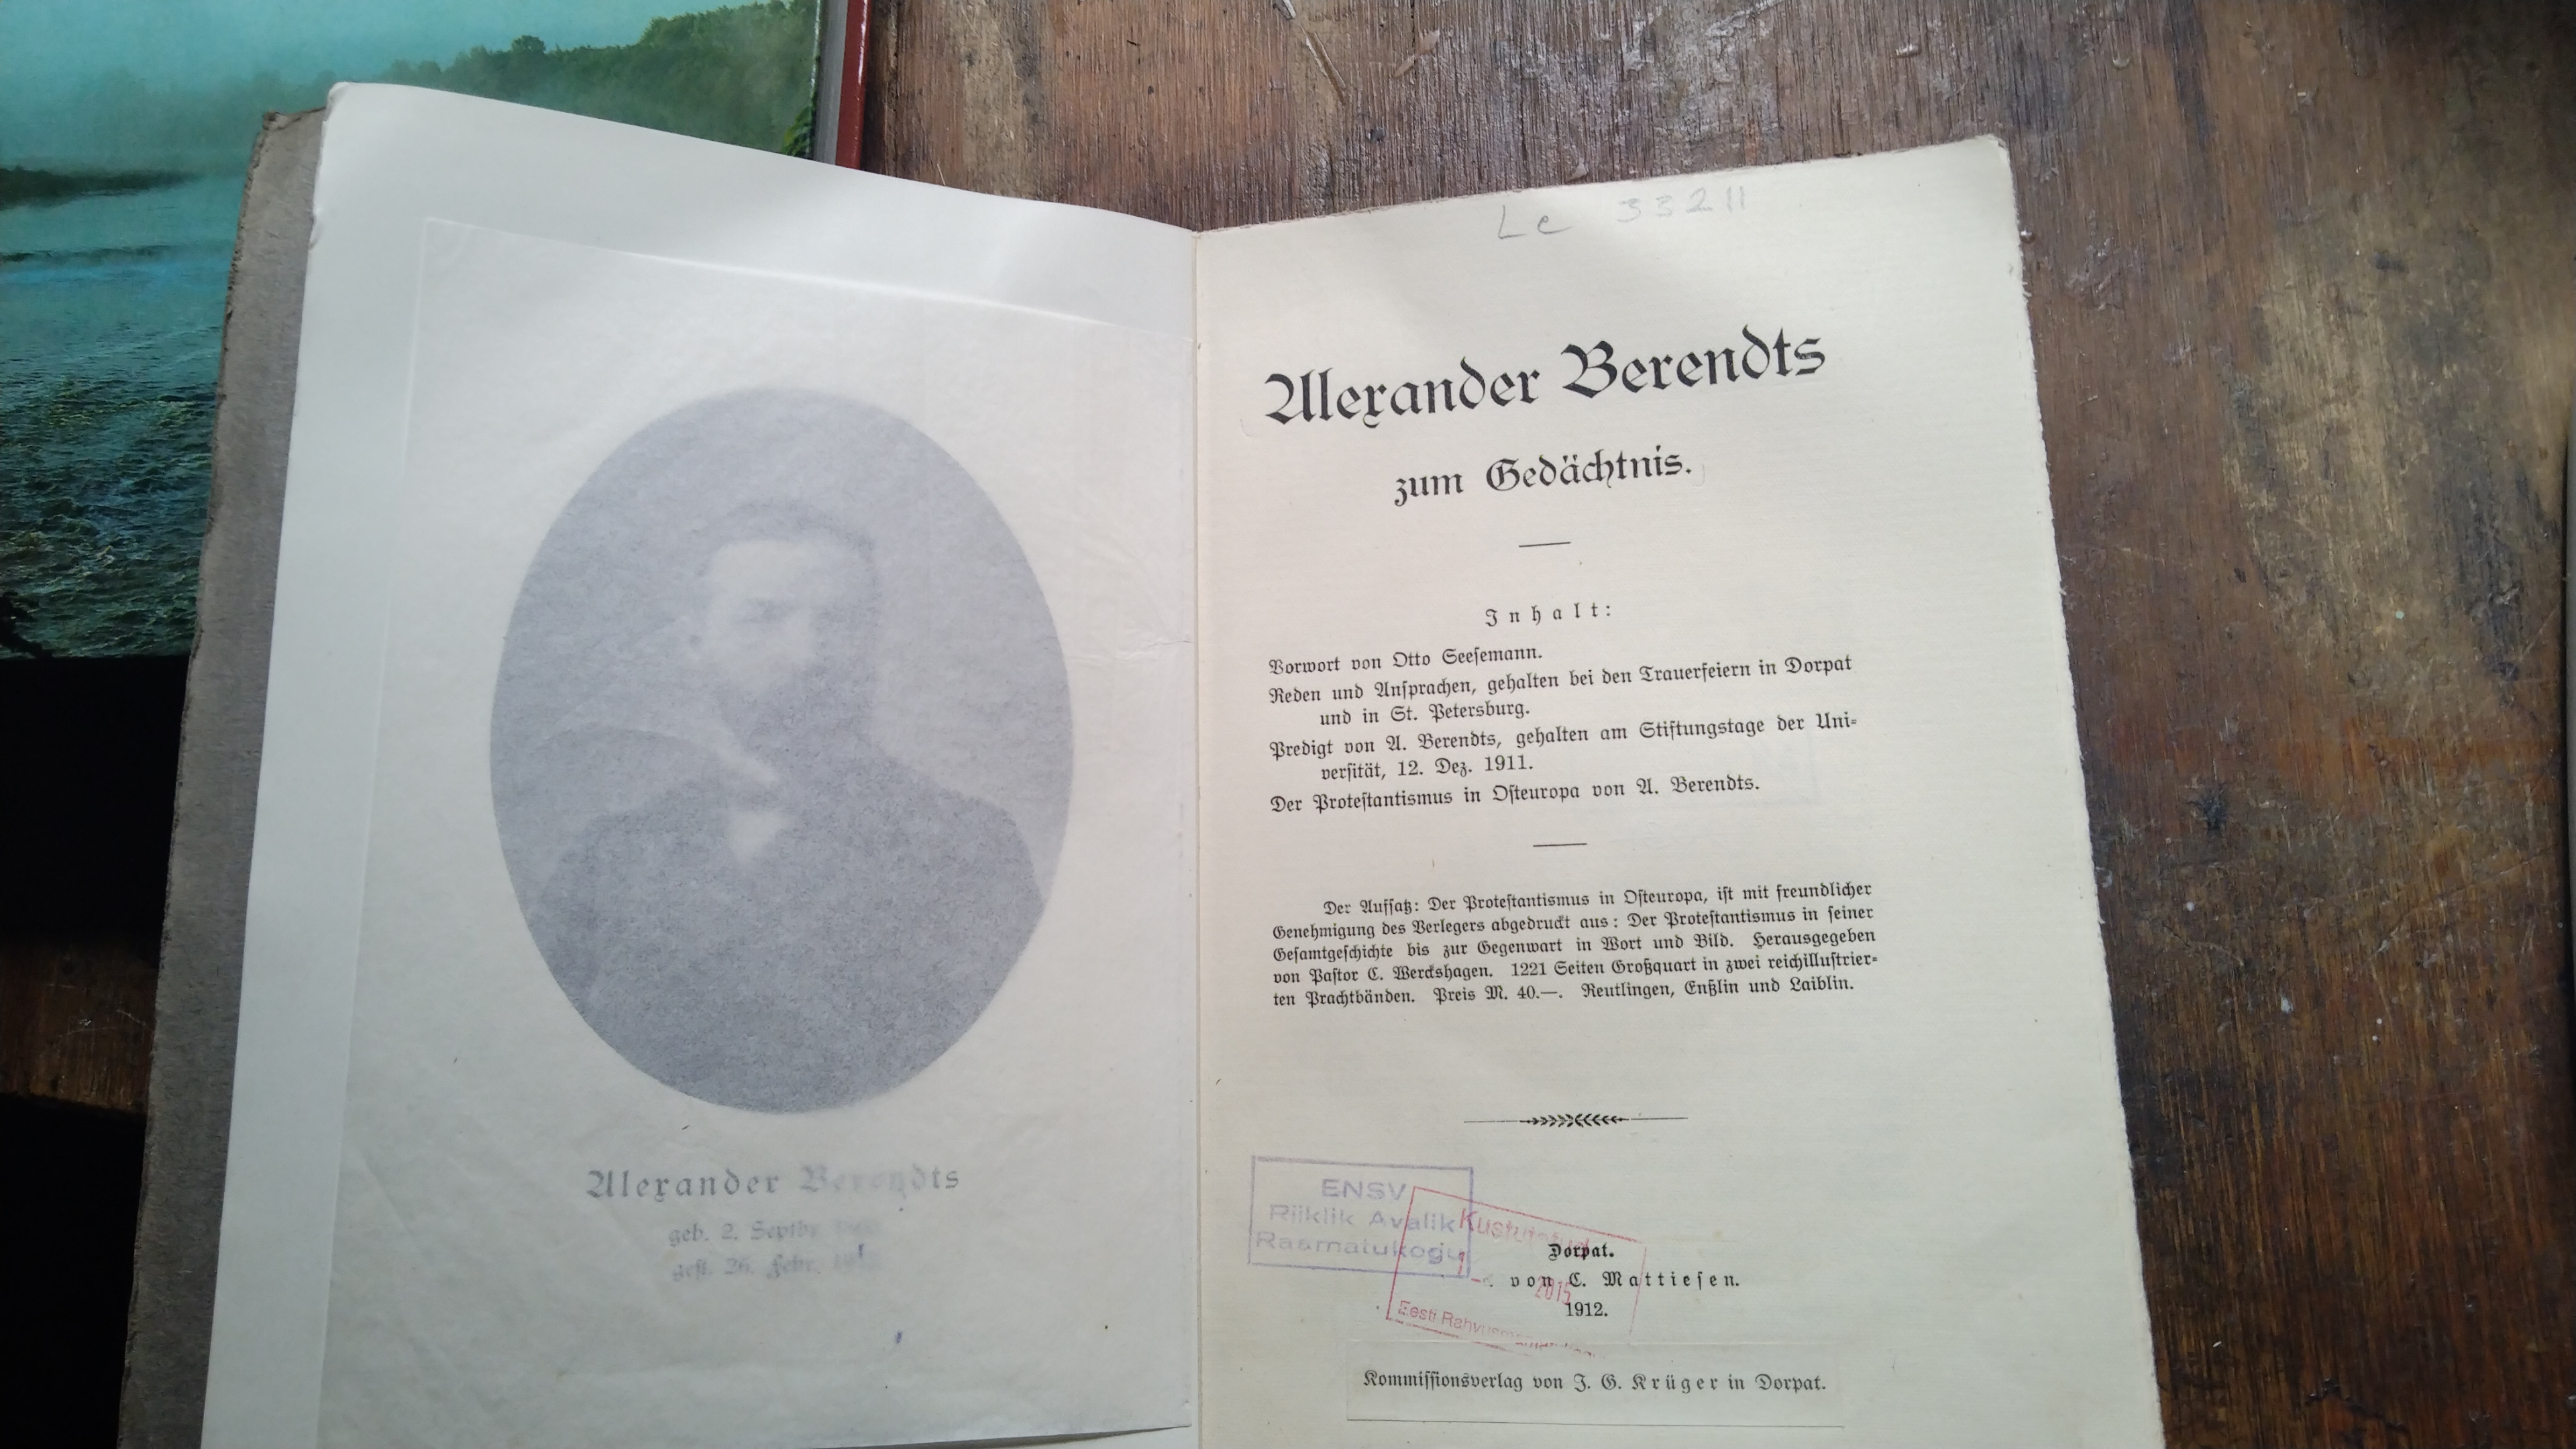 Alexander Berendts
geb. 2. Septbr.
gest. 26. Febr.
Le 33211
Alexander Berendts
zum Gedächtnis.
Inhalt:
Vorwort von Otto Seeſemann.
Reden und Anſprachen, gehalten bei den Trauerfeiern in Dorpat
und in St. Petersburg.
Predigt von A. Berendts, gehalten am Stiftungstage der Uni-
verſität, 12. Dez. 1911.
Der Proteſtantismus in Oſteuropa von A. Berendts.
Der Aufſatz: Der Proteſtantismus in Oſteuropa, iſt mit freundlicher
Genehmigung des Verlegers abgedruckt aus: Der Proteſtantismus in ſeiner
Geſamtgeſchichte bis zur Gegenwart in Wort und Bild. Herausgegeben
von Paſtor C. Werckshagen. 1221 Seiten Großquart in zwei reichilluſtrier-
ten Prachtbänden. Preis M. 40.—. Reutlingen, Enßlin und Laiblin.
ENSV
Riiklik Avalik
Raamatukogu
Kustutatud
2015
Eesti
Dorpat.
von C. Mattieſen.
1912.
Kommiſſionsverlag von J. G. Krüger in Dorpat.